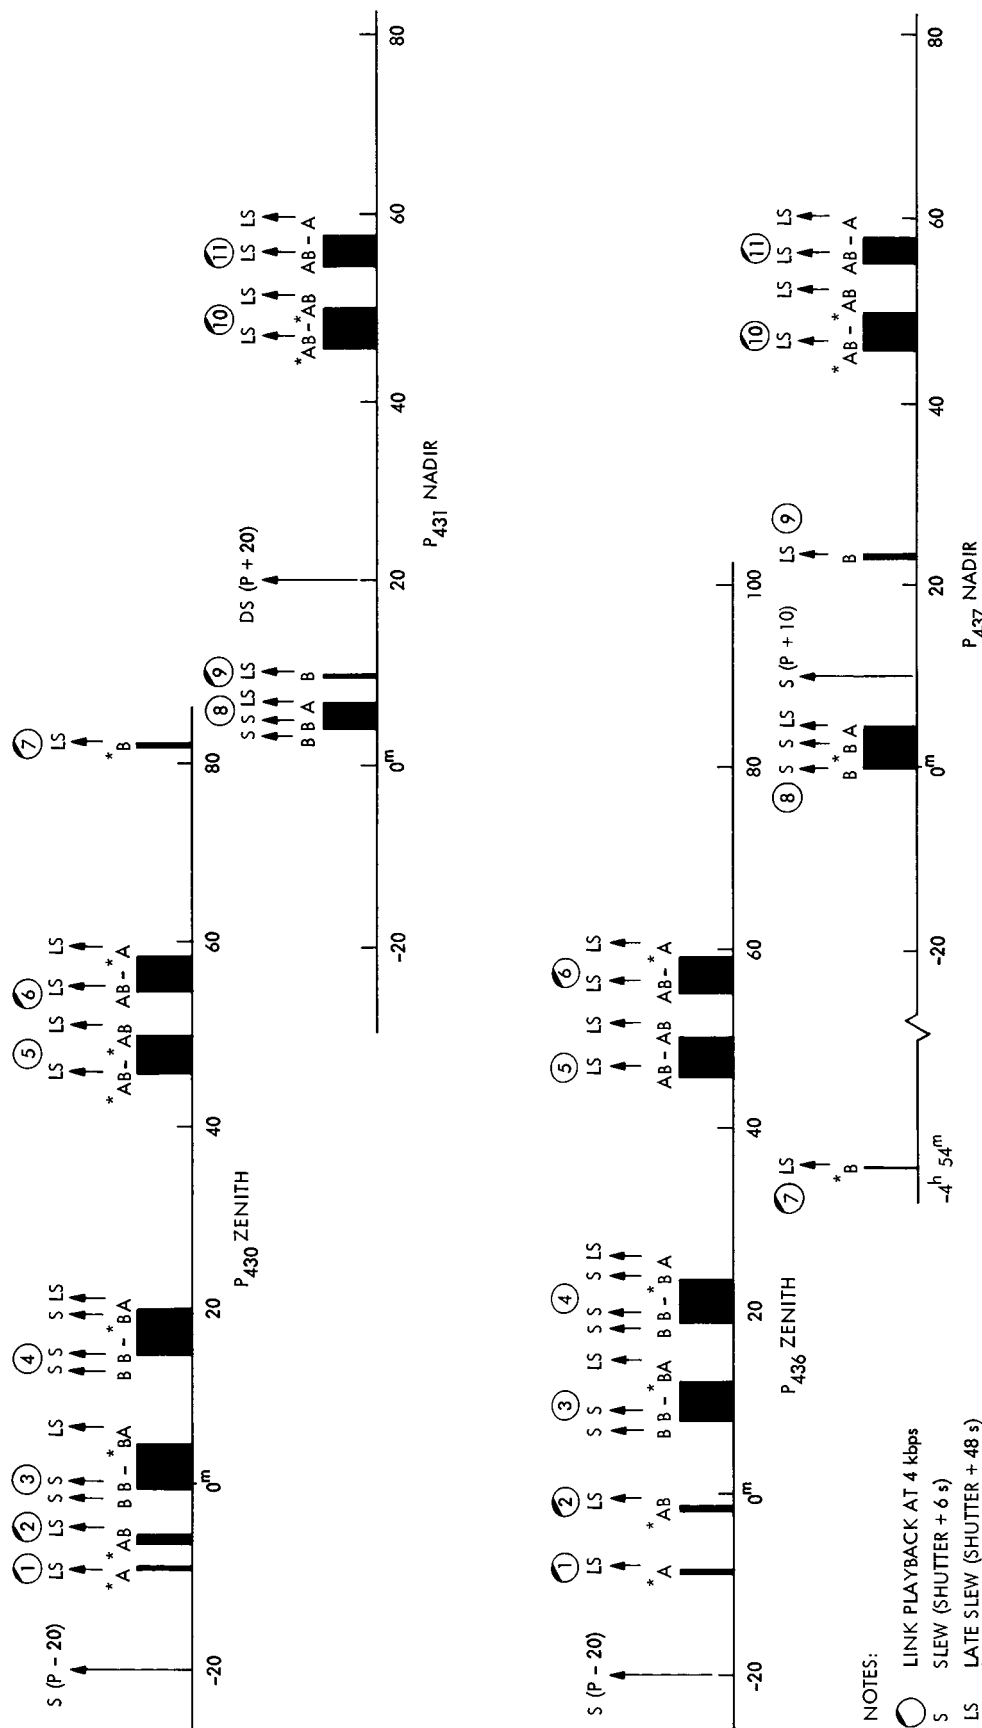 1 2 3 4 5 6 7
S (P - 20) LS LS S S LS S S S LS LS LS LS LS LS
*A *AB B B - *BA B B - *BA *AB - *AB AB - *A *B
-20 0ᵐ 20 40 60 80
P430 ZENITH
8 9 10 11
S S LS LS DS (P + 20) LS LS LS LS
B B A B *AB - *AB AB - A
-20 0ᵐ 20 40 60 80
P431 NADIR
1 2 3 4 5 6
S (P - 20) LS LS S S LS S S S LS LS LS LS LS
*A *AB B B - *BA B B - *B A AB - AB AB - *A
-20 0ᵐ 20 40 60 80 100
P436 ZENITH
7 8 9 10 11
LS S S LS S (P + 10) LS LS LS LS LS
*B B *B A B *AB - *AB AB - A
-4ʰ 54ᵐ -20 0ᵐ 20 40 60 80
P437 NADIR
NOTES:
LINK PLAYBACK AT 4 kbps
S SLEW (SHUTTER + 6 s)
LS LATE SLEW (SHUTTER + 48 s)